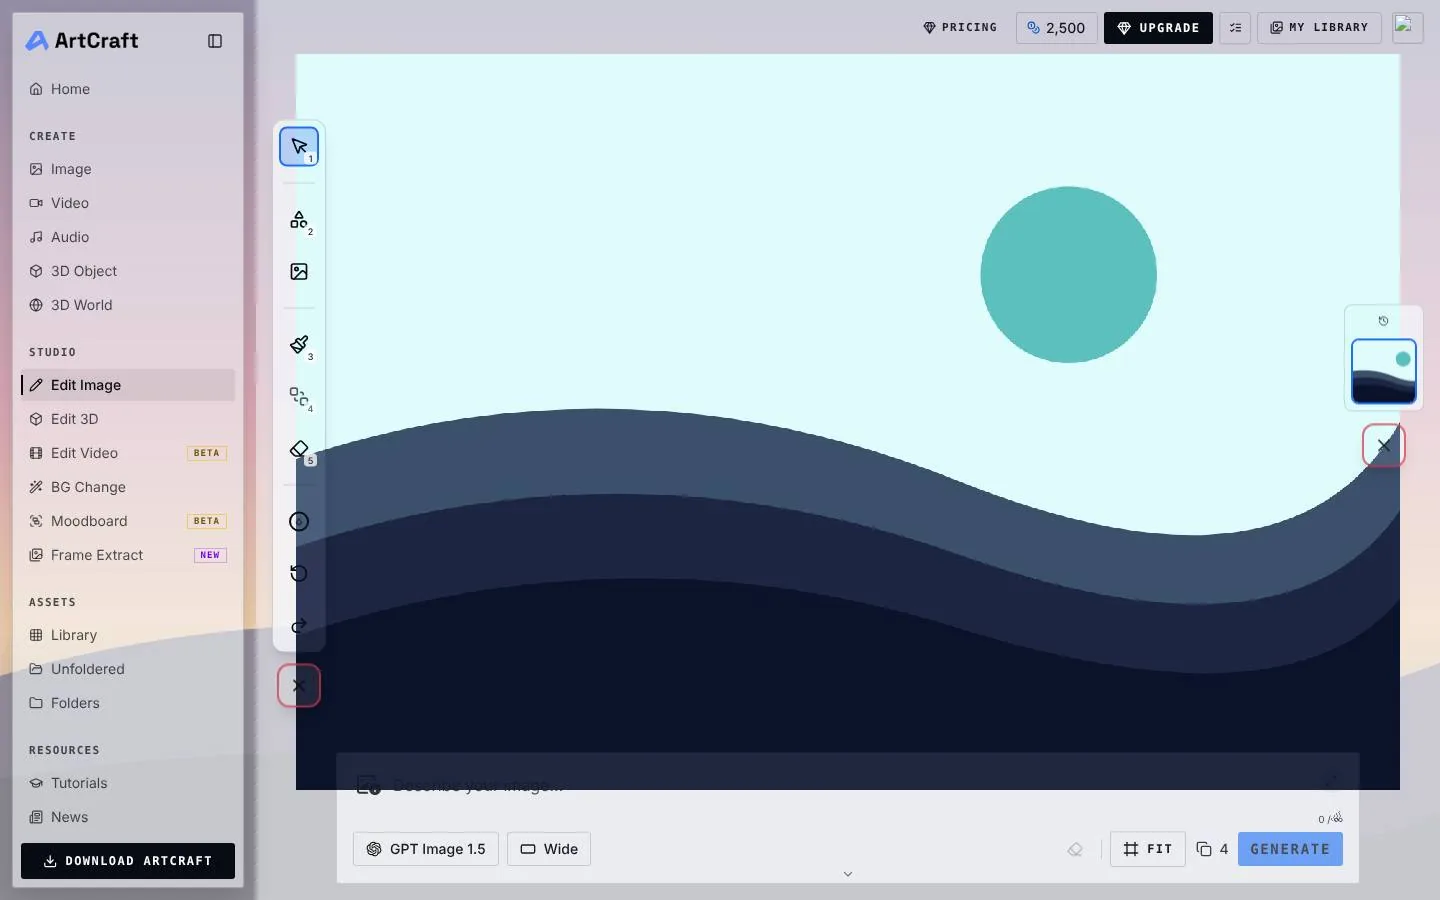 ArtCraft
PRICING
2,500
UPGRADE
MY LIBRARY
Home
CREATE
Image
Video
Audio
3D Object
3D World
STUDIO
Edit Image
Edit 3D
Edit Video BETA
BG Change
Moodboard BETA
Frame Extract NEW
ASSETS
Library
Unfoldered
Folders
RESOURCES
Tutorials
News
DOWNLOAD ARTCRAFT
1
2
3
4
5
Describe your image...
0 /
GPT Image 1.5
Wide
FIT
4
GENERATE